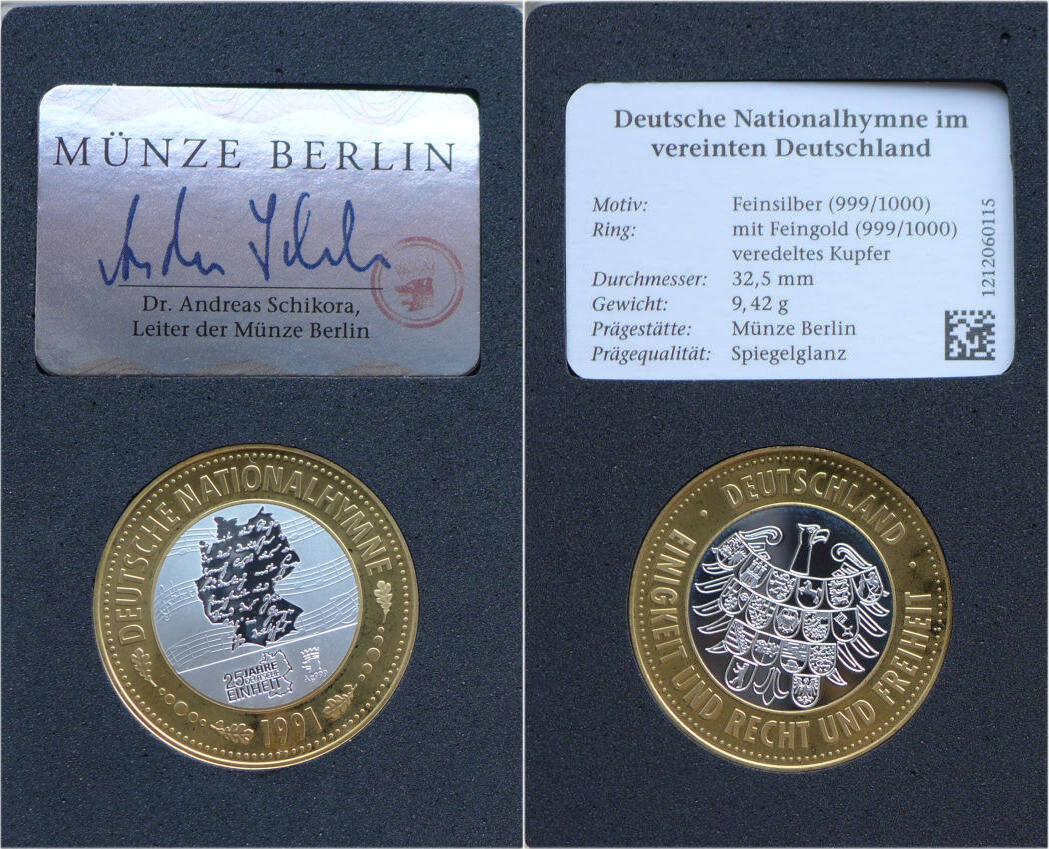 MÜNZE BERLIN
Dr. Andreas Schikora,
Leiter der Münze Berlin
DEUTSCHE NATIONALHYMNE
25 JAHRE
DEUTSCHE
EINHEIT
Ag999
1991
Deutsche Nationalhymne im
vereinten Deutschland
Motiv: Feinsilber (999/1000)
Ring: mit Feingold (999/1000)
veredeltes Kupfer
Durchmesser: 32,5 mm
Gewicht: 9,42 g
Prägestätte: Münze Berlin
Prägequalität: Spiegelglanz
1212060115
DEUTSCHLAND
EINIGKEIT UND RECHT UND FREIHEIT